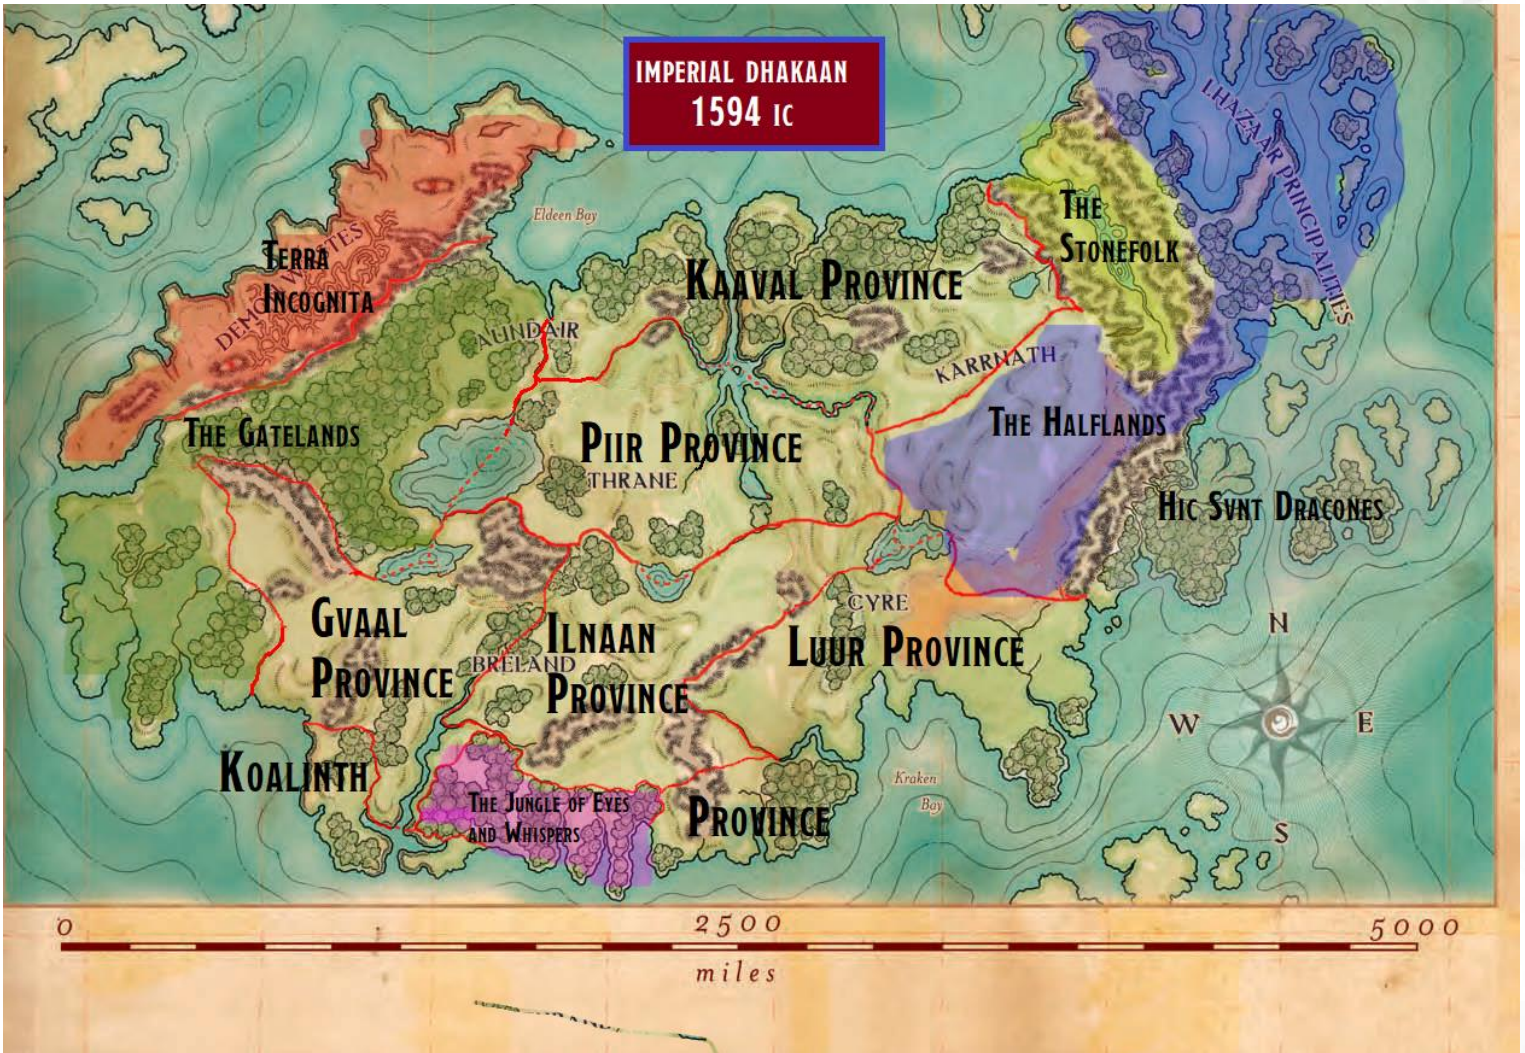 IMPERIAL DHAKAAN
1594 IC
LHAZAAR PRINCIPALITIES
Eldeen Bay
THE
STONEFOLK
TERRA
INCOGNITA
KAAVAL PROVINCE
AUNDAIR
KARRNATH
THE GATELANDS
PIIR PROVINCE
THE HALFLANDS
THRANE
HIC SVNT DRACONES
CYRE
GVAAL
PROVINCE
ILNAAN
PROVINCE
BRELAND
LUUR PROVINCE
N
W
E
S
KOALINTH
THE JUNGLE OF EYES
AND WHISPERS
PROVINCE
Kraken
Bay
0
2500
5000
miles